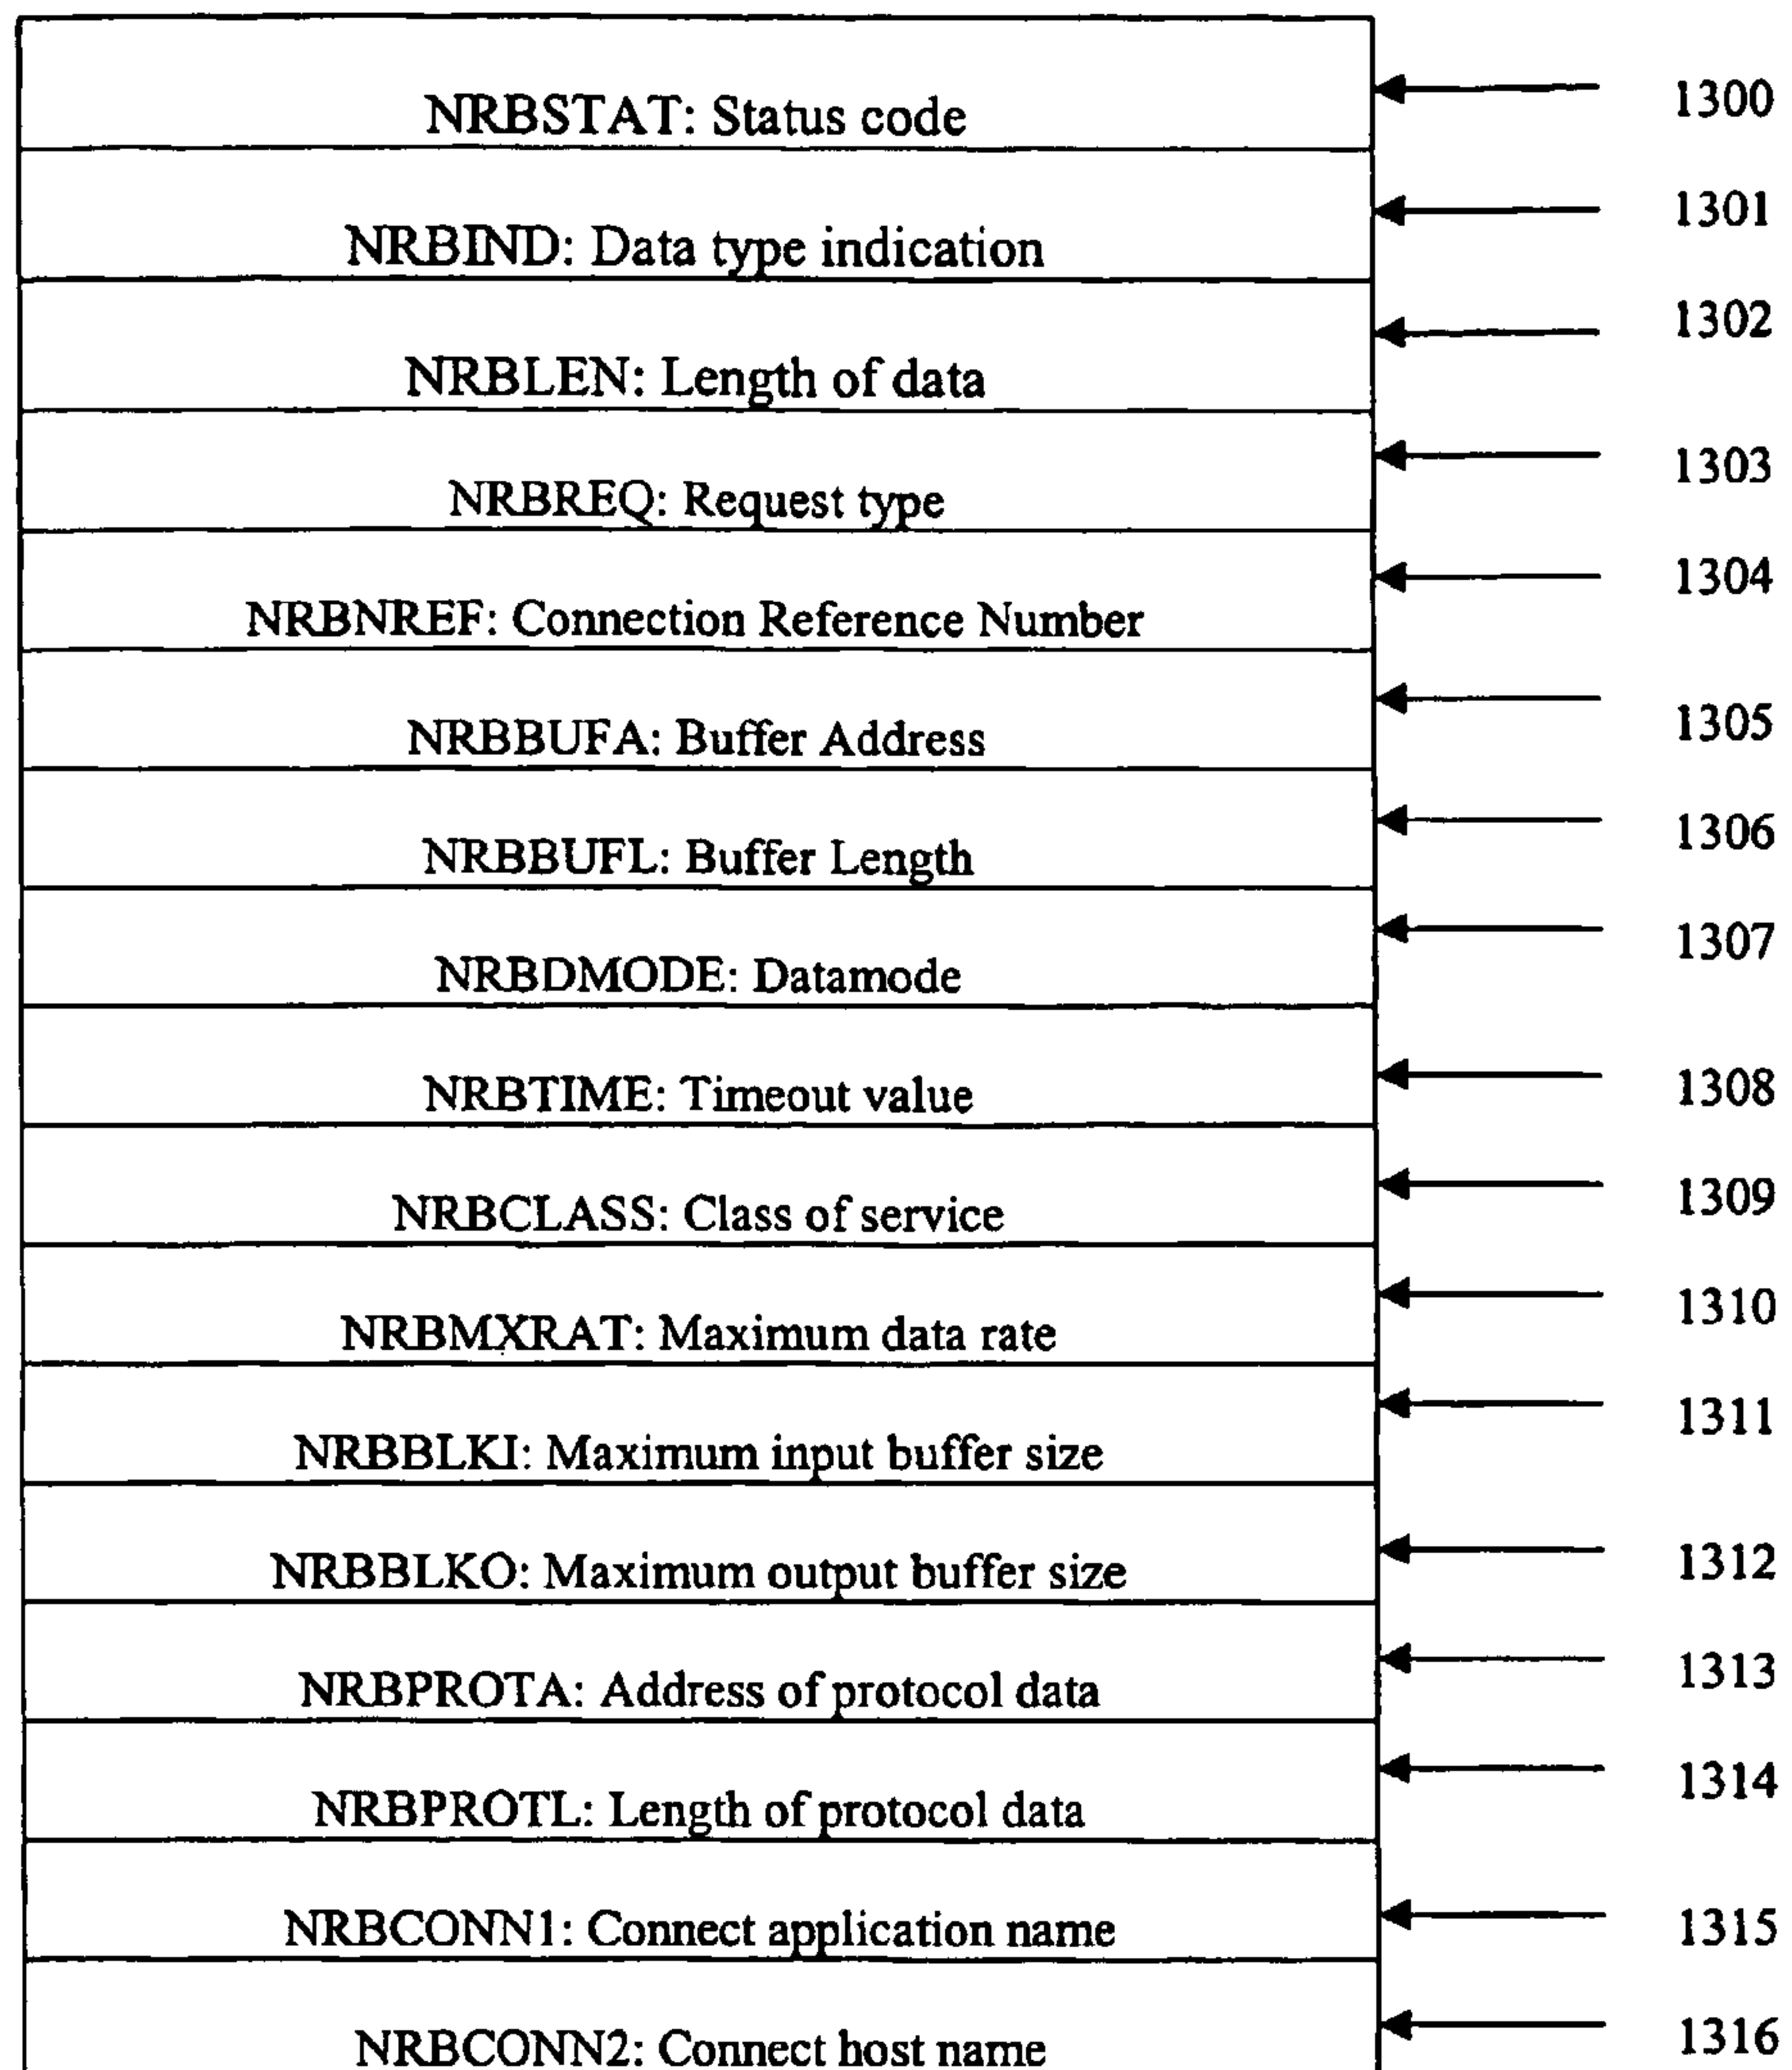 NRBSTAT: Status code 1300
NRBIND: Data type indication 1301
NRBLEN: Length of data 1302
NRBREQ: Request type 1303
NRBNREF: Connection Reference Number 1304
NRBBUFA: Buffer Address 1305
NRBBUFL: Buffer Length 1306
NRBDMODE: Datamode 1307
NRBTIME: Timeout value 1308
NRBCLASS: Class of service 1309
NRBMXRAT: Maximum data rate 1310
NRBBLKI: Maximum input buffer size 1311
NRBBLKO: Maximum output buffer size 1312
NRBPROTA: Address of protocol data 1313
NRBPROTL: Length of protocol data 1314
NRBCONN1: Connect application name 1315
NRBCONN2: Connect host name 1316